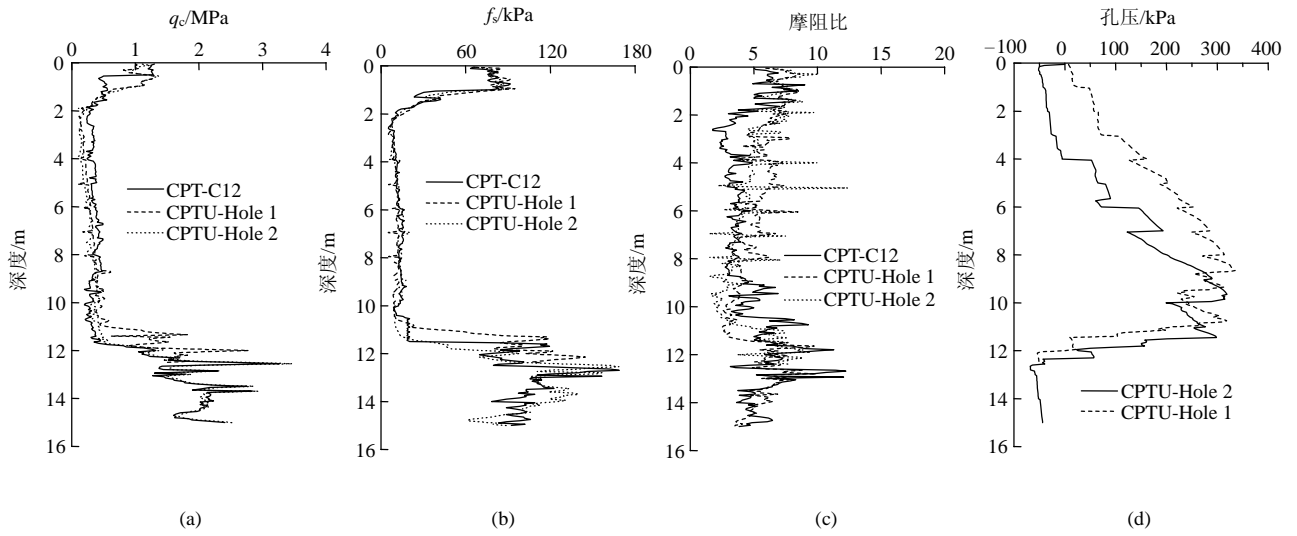 q_c/MPa
0 1 2 3 4
0
2
4
6
8
10
12
14
16
深度/m
CPT-C12
CPTU-Hole 1
CPTU-Hole 2
(a)
f_s/kPa
0 60 120 180
0
2
4
6
8
10
12
14
16
深度/m
CPT-C12
CPTU-Hole 1
CPTU-Hole 2
(b)
摩阻比
0 5 10 15 20
0
2
4
6
8
10
12
14
16
深度/m
CPT-C12
CPTU-Hole 1
CPTU-Hole 2
(c)
孔压/kPa
−100 0 100 200 300 400
0
2
4
6
8
10
12
14
16
深度/m
CPTU-Hole 2
CPTU-Hole 1
(d)